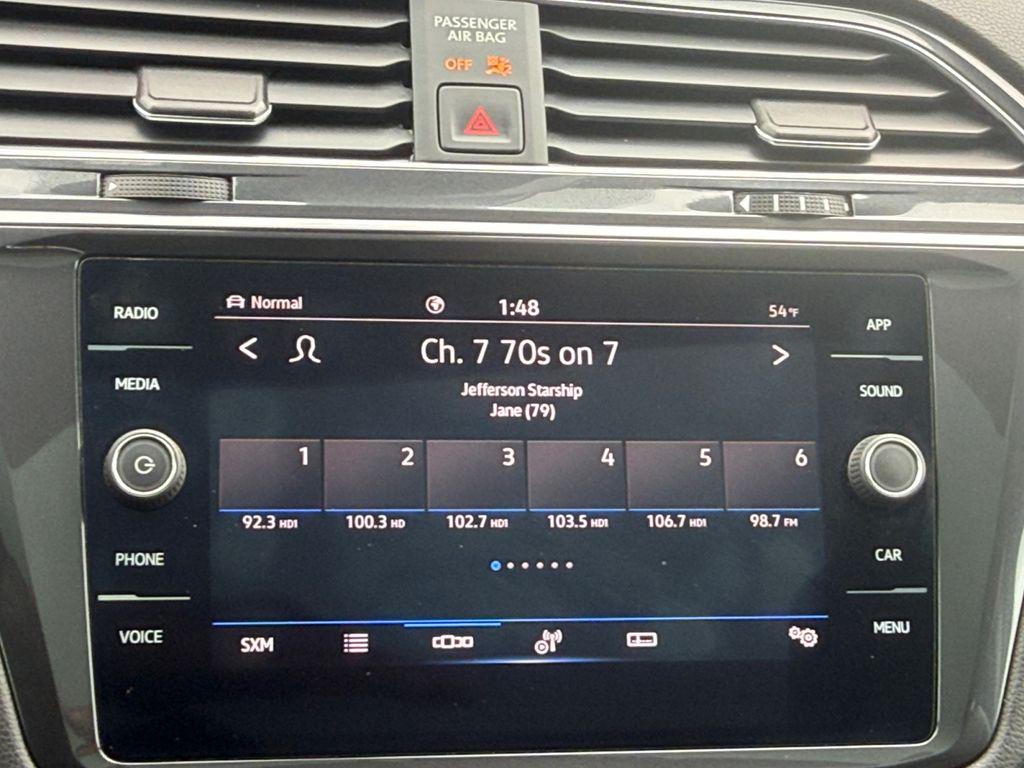 PASSENGER
AIR BAG
OFF
RADIO
MEDIA
PHONE
VOICE
Normal
1:48
54°F
Ch. 7 70s on 7
Jefferson Starship
Jane (79)
1 2 3 4 5 6
92.3 HD1 100.3 HD 102.7 HD1 103.5 HD1 106.7 HD1 98.7 FM
SXM
APP
SOUND
CAR
MENU